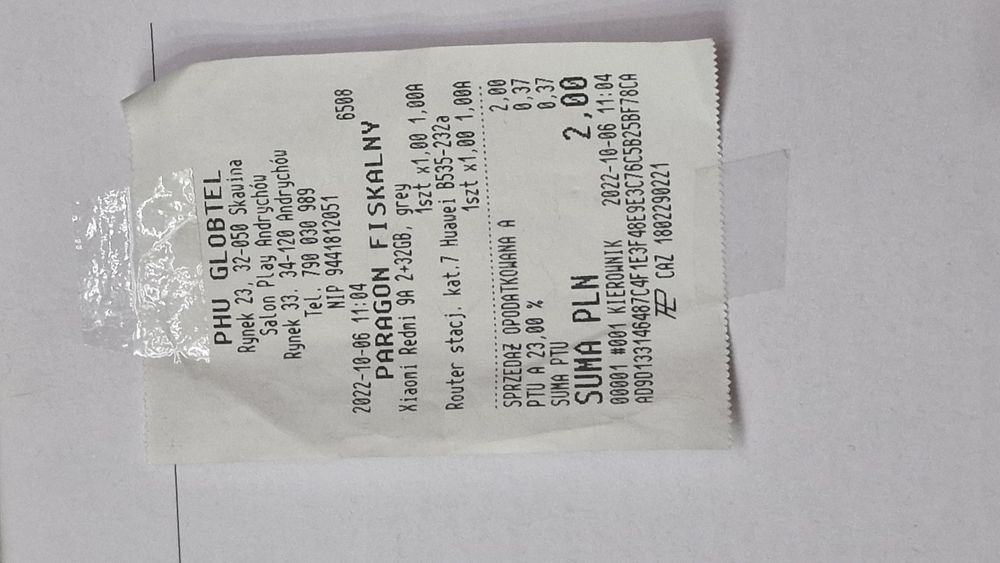 PHU GLOBTEL
Rynek 23, 32-050 Skawina
Salon Play Andrychów
Rynek 33. 34-120 Andrychów
Tel. 790 030 989
NIP 9441812051
2022-10-06 11:04 6508
PARAGON FISKALNY
Xiaomi Redmi 9A 2+32GB, grey
1szt x1,00 1,00A
Router stacj. kat.7 Huawei B535-232a
1szt x1,00 1,00A
SPRZEDAŻ OPODATKOWANA A 2,00
PTU A 23,00 % 0,37
SUMA PTU 0,37
SUMA PLN 2,00
00001 #001 KIEROWNIK 2022-10-06 11:04
AD9D133146487C4F1E3F48E9E3C76C5B25BF78CA
CAZ 1802290221